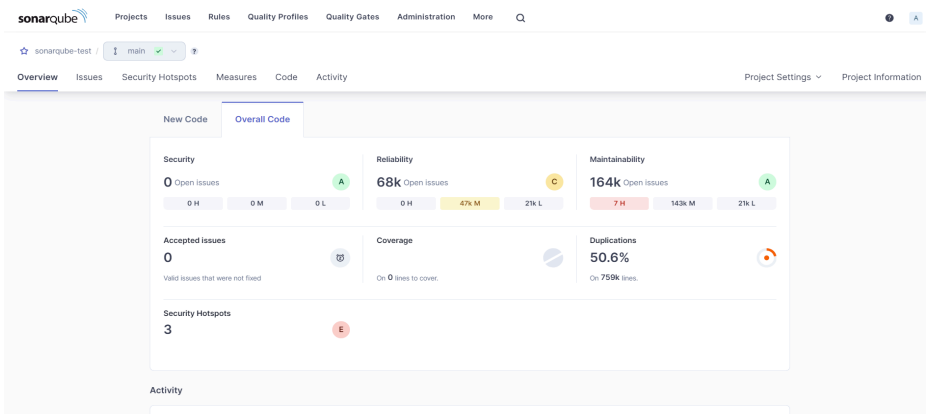 sonarqube Projects Issues Rules Quality Profiles Quality Gates Administration More ? A
sonarqube-test / main ?
Overview Issues Security Hotspots Measures Code Activity Project Settings Project Information
New Code Overall Code
Security Reliability Maintainability
0 Open issues A 68k Open issues C 164k Open issues A
0 H 0 M 0 L 0 H 47k M 21k L 7 H 143k M 21k L
Accepted issues Coverage Duplications
0 50.6%
Valid issues that were not fixed On 0 lines to cover. On 759k lines.
Security Hotspots
3 E
Activity